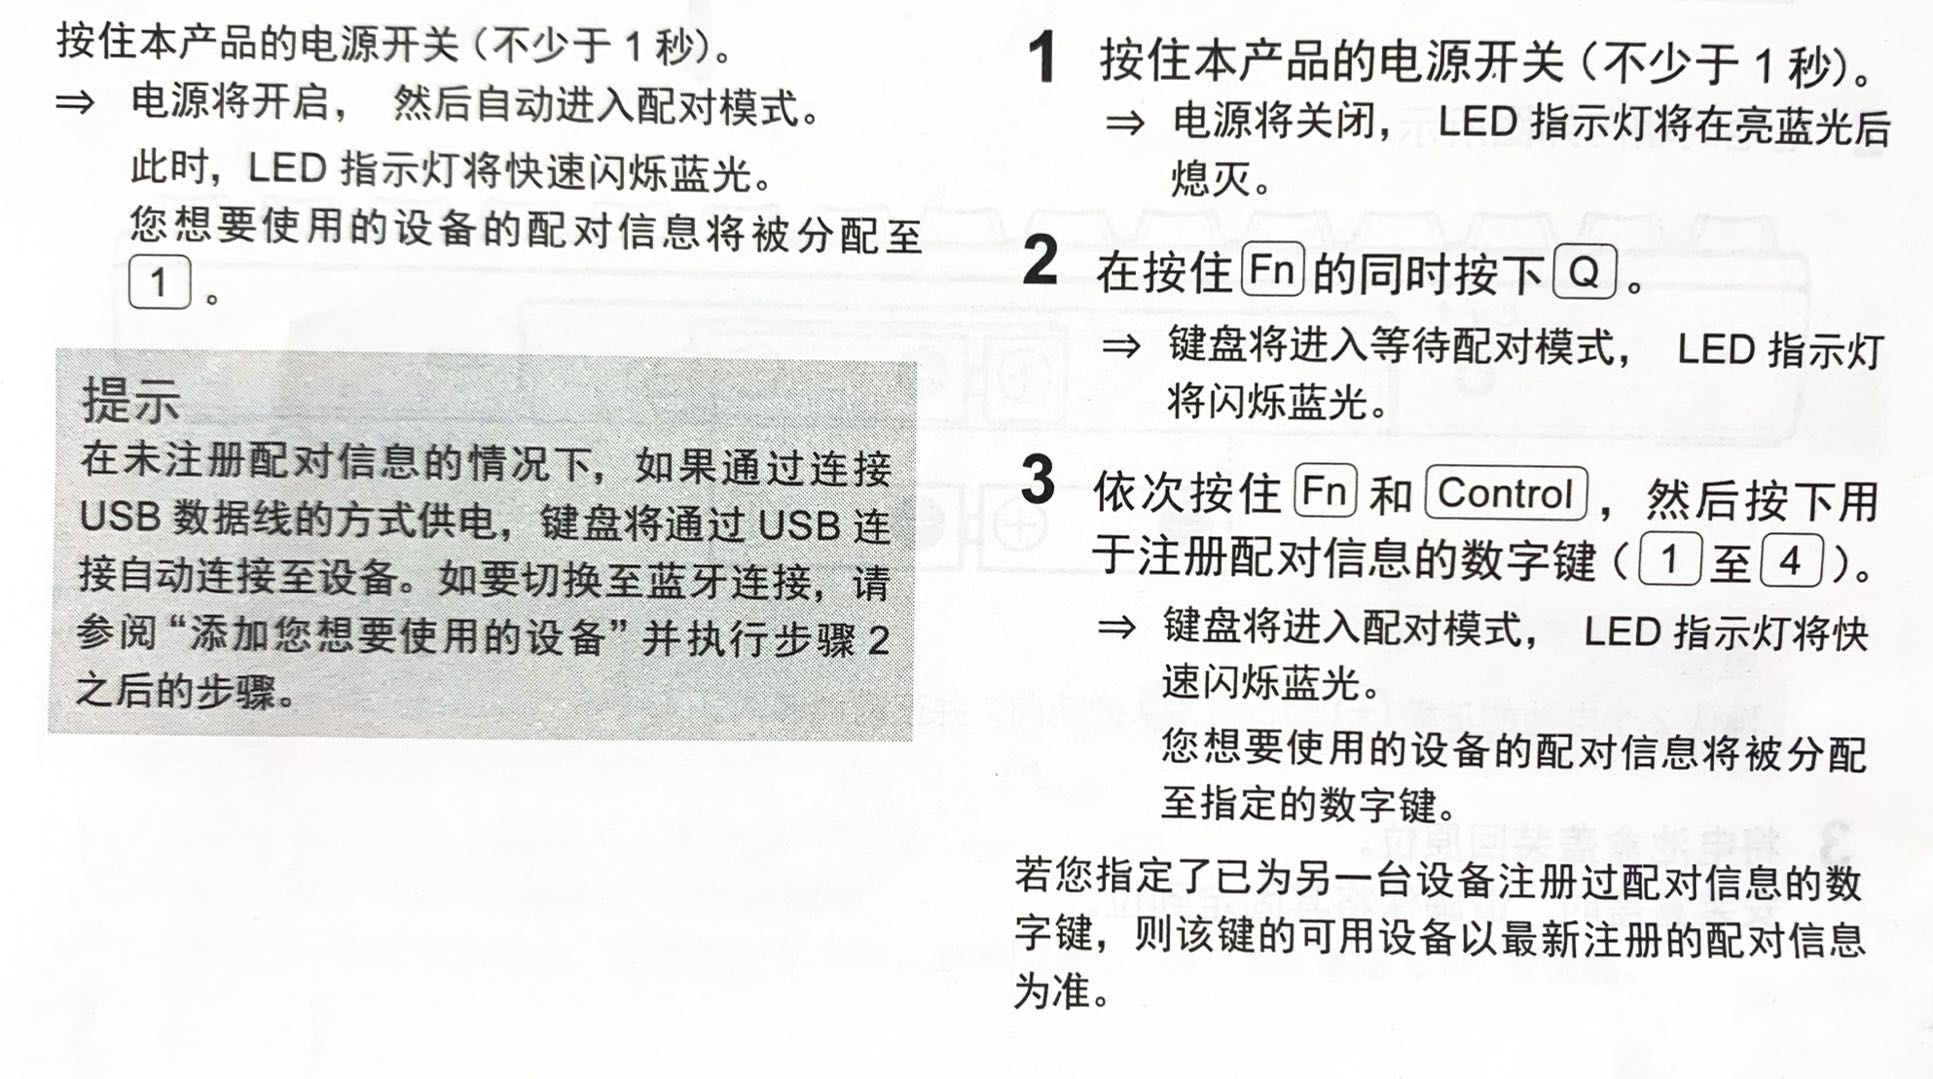 按住本产品的电源开关（不少于 1 秒）。
⇒ 电源将开启， 然后自动进入配对模式。
此时，LED 指示灯将快速闪烁蓝光。
您想要使用的设备的配对信息将被分配至
1 。
提示
在未注册配对信息的情况下，如果通过连接
USB 数据线的方式供电，键盘将通过 USB 连
接自动连接至设备。如要切换至蓝牙连接，请
参阅“添加您想要使用的设备”并执行步骤 2
之后的步骤。
1 按住本产品的电源开关（不少于 1 秒）。
⇒ 电源将关闭， LED 指示灯将在亮蓝光后
熄灭。
2 在按住 Fn 的同时按下 Q 。
⇒ 键盘将进入等待配对模式， LED 指示灯
将闪烁蓝光。
3 依次按住 Fn 和 Control ，然后按下用
于注册配对信息的数字键（ 1 至 4 ）。
⇒ 键盘将进入配对模式， LED 指示灯将快
速闪烁蓝光。
您想要使用的设备的配对信息将被分配
至指定的数字键。
若您指定了已为另一台设备注册过配对信息的数
字键，则该键的可用设备以最新注册的配对信息
为准。